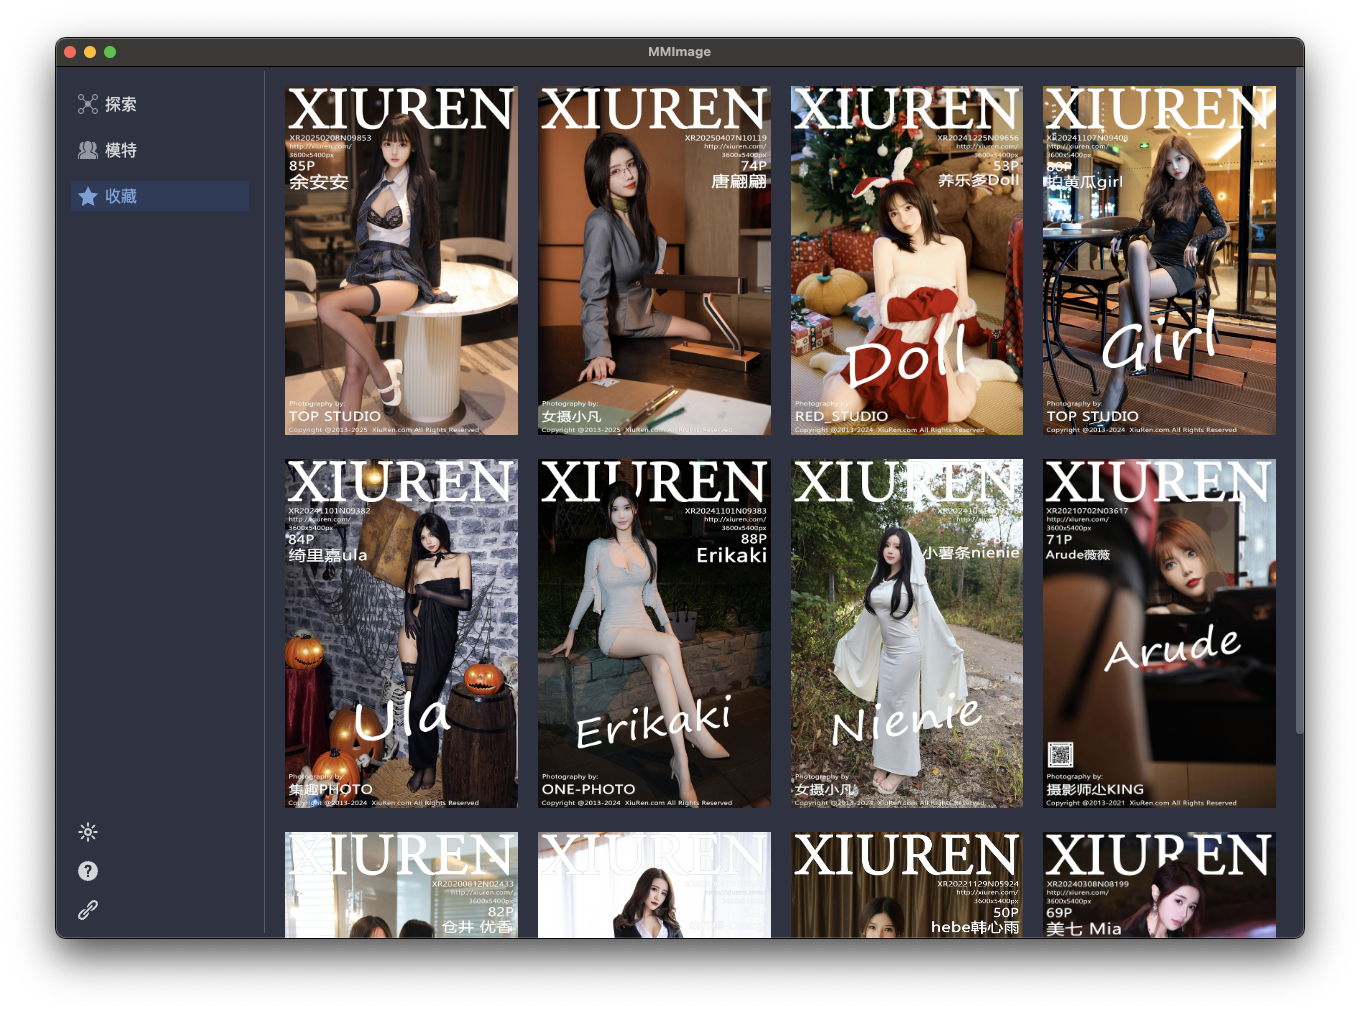 MMImage
探索
模特
收藏
XIUREN
XR20250208N09853
http://xiuren.com/
3600x5400px
85P
余安安
Photography by:
TOP STUDIO
Copyright @2013-2025 XiuRen.com All Rights Reserved
XIUREN
XR20250407N10119
http://xiuren.com/
3600x5400px
74P
唐翩翩
Photography by:
女摄小凡
Copyright @2013-2025 XiuRen.com All Rights Reserved
XIUREN
XR20241225N09656
http://xiuren.com/
3600x5400px
53P
养乐多Doll
Doll
Photography by:
RED_STUDIO
Copyright @2013-2024 XiuRen.com All Rights Reserved
XIUREN
XR20241107N09408
http://xiuren.com/
3600x5400px
80P
拍黄瓜girl
Girl
Photography by:
TOP STUDIO
Copyright @2013-2024 XiuRen.com All Rights Reserved
XIUREN
XR20241101N09382
http://xiuren.com/
3600x5400px
84P
绮里嘉ula
Ula
Photography by:
集趣PHOTO
Copyright @2013-2024 XiuRen.com All Rights Reserved
XIUREN
XR20241101N09383
http://xiuren.com/
3600x5400px
88P
Erikaki
Erikaki
Photography by:
ONE-PHOTO
Copyright @2013-2024 XiuRen.com All Rights Reserved
XIUREN
小薯条nienie
Nienie
Photography by:
女摄小凡
Copyright @2013-2024 XiuRen.com All Rights Reserved
XIUREN
XR20210702N03617
http://xiuren.com/
3600x5400px
71P
Arude薇薇
Arude
Photography by:
摄影师尛KING
Copyright @2013-2021 XiuRen.com All Rights Reserved
XIUREN
XR20200812N02433
http://xiuren.com/
3600x5400px
82P
仓井 优香
XIUREN
XIUREN
XR20221129N05924
http://xiuren.com/
3600x5400px
50P
hebe韩心雨
XIUREN
XR20240308N08199
http://xiuren.com/
3600x5400px
69P
美七 Mia